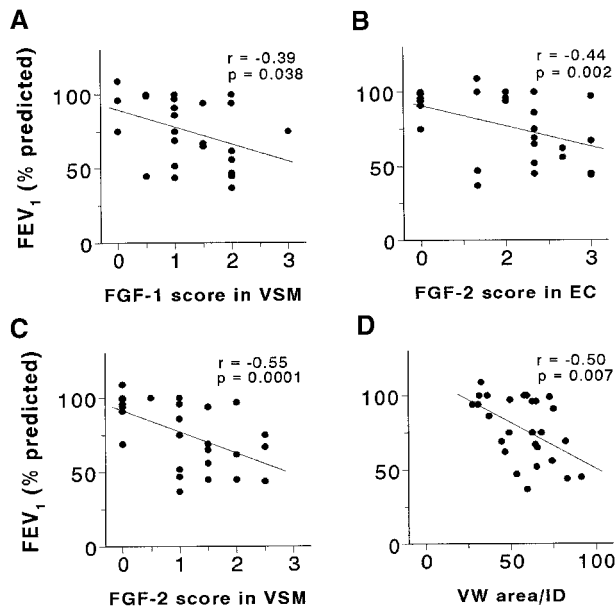 A
r = -0.39
p = 0.038
FEV1 (% predicted)
100
50
0
0 1 2 3
FGF-1 score in VSM
B
r = -0.44
p = 0.002
100
50
0
0 2 3
FGF-2 score in EC
C
r = -0.55
p = 0.0001
FEV1 (% predicted)
100
50
0
0 1 2 3
FGF-2 score in VSM
D
r = -0.50
p = 0.007
100
50
0
0 50 100
VW area/ID